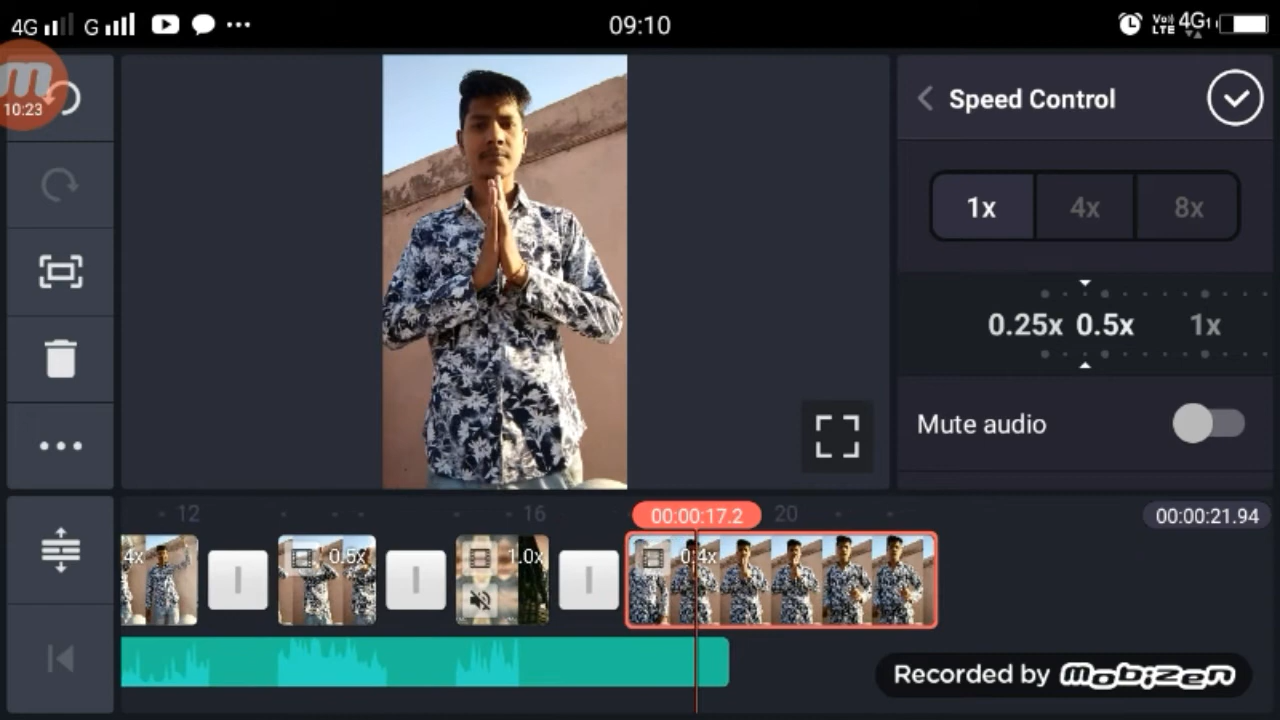 4G G 09:10 Vo) LTE 4G
m
10:23
Speed Control
1x 4x 8x
0.25x 0.5x 1x
Mute audio
12 16 00:00:17.2 20 00:00:21.94
4x 0.5x 1.0x 0.4x
Recorded by mobizen